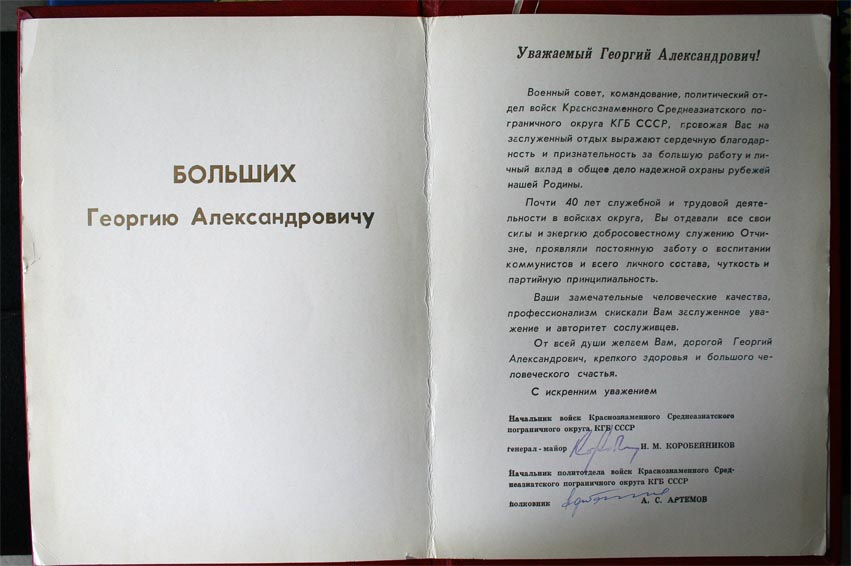 БОЛЬШИХ
Георгию Александровичу
Уважаемый Георгий Александрович!
Военный совет, командование, политический от-
дел войск Краснознаменного Среднеазиатского по-
граничного округа КГБ СССР, провожая Вас на
заслуженный отдых выражают сердечную благодар-
ность и признательность за большую работу и ли-
чный вклад в общее дело надежной охраны рубежей
нашей Родины.
Почти 40 лет служебной и трудовой деяте-
льности в войсках округа, Вы отдавали все свои
силы и энергию добросовестному служению Отчи-
зне, проявляли постоянную заботу о воспитании
коммунистов и всего личного состава, чуткость и
партийную принципиальность.
Ваши замечательные человеческие качества,
профессионализм снискали Вам заслуженное ува-
жение и авторитет сослуживцев.
От всей души желаем Вам, дорогой Георгий
Александрович, крепкого здоровья и большого че-
ловеческого счастья.
С искренним уважением
Начальник войск Краснознаменного Среднеазиатского
пограничного округа КГБ СССР
генерал - майор И. М. КОРОБЕЙНИКОВ
Начальник политотдела войск Краснознаменного Сред-
неазиатского пограничного округа КГБ СССР
полковник А. С. АРТЕМОВ